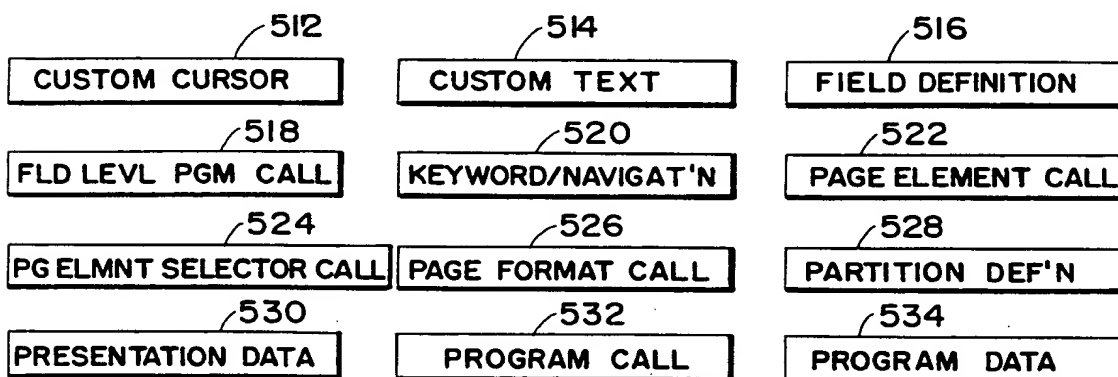 512 514 516
CUSTOM CURSOR CUSTOM TEXT FIELD DEFINITION
518 520 522
FLD LEVL PGM CALL KEYWORD/NAVIGAT'N PAGE ELEMENT CALL
524 526 528
PG ELMNT SELECTOR CALL PAGE FORMAT CALL PARTITION DEF'N
530 532 534
PRESENTATION DATA PROGRAM CALL PROGRAM DATA